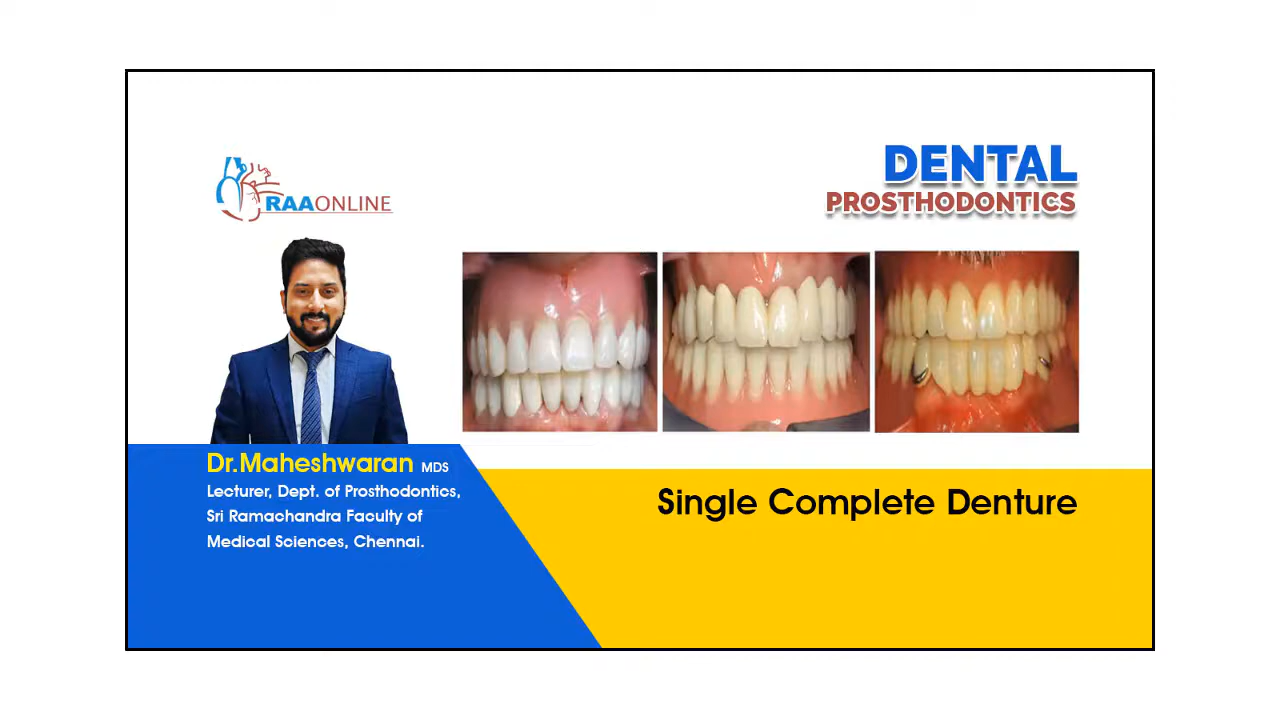 RAAONLINE
DENTAL
PROSTHODONTICS
Dr.Maheshwaran MDS
Lecturer, Dept. of Prosthodontics,
Sri Ramachandra Faculty of
Medical Sciences, Chennai.
Single Complete Denture